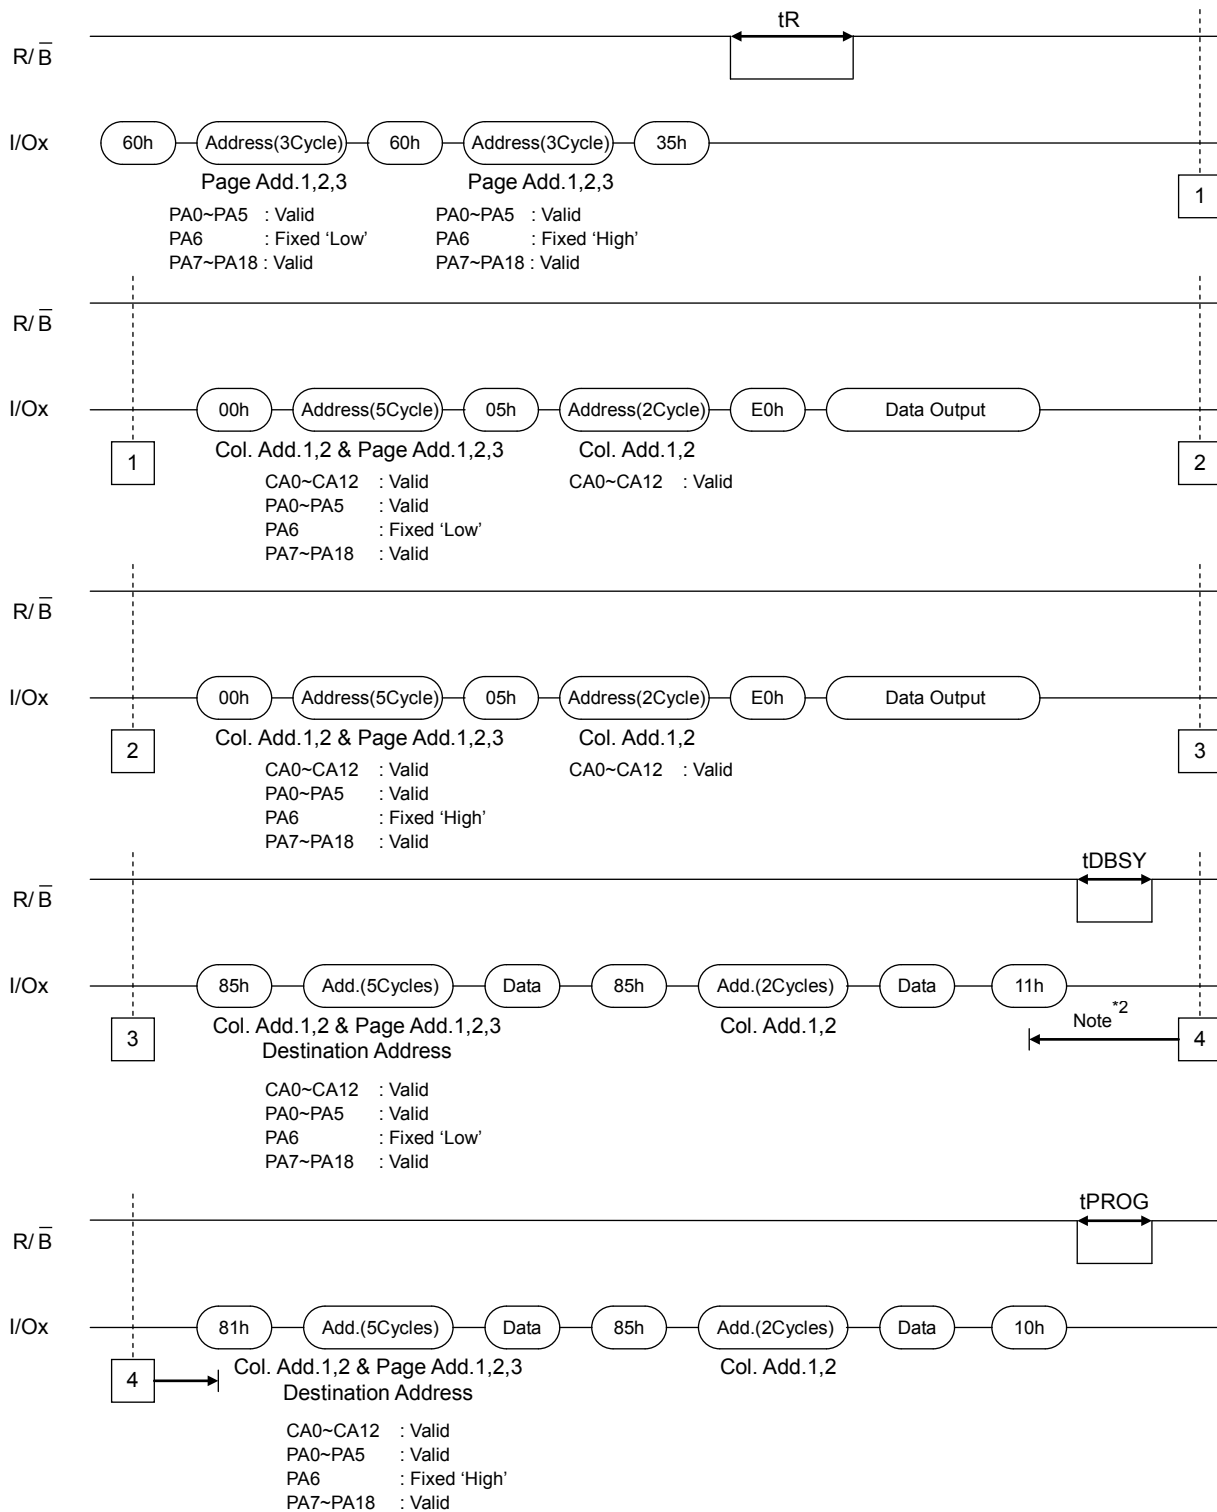 tR
R/B̅
I/Ox 60h Address(3Cycle) 60h Address(3Cycle) 35h
Page Add.1,2,3 Page Add.1,2,3
1
PA0~PA5 : Valid PA0~PA5 : Valid
PA6 : Fixed ‘Low’ PA6 : Fixed ‘High’
PA7~PA18 : Valid PA7~PA18 : Valid
R/B̅
I/Ox 00h Address(5Cycle) 05h Address(2Cycle) E0h Data Output
Col. Add.1,2 & Page Add.1,2,3 Col. Add.1,2
1 2
CA0~CA12 : Valid CA0~CA12 : Valid
PA0~PA5 : Valid
PA6 : Fixed ‘Low’
PA7~PA18 : Valid
R/B̅
I/Ox 00h Address(5Cycle) 05h Address(2Cycle) E0h Data Output
Col. Add.1,2 & Page Add.1,2,3 Col. Add.1,2
2 3
CA0~CA12 : Valid CA0~CA12 : Valid
PA0~PA5 : Valid
PA6 : Fixed ‘High’
PA7~PA18 : Valid
tDBSY
R/B̅
I/Ox 85h Add.(5Cycles) Data 85h Add.(2Cycles) Data 11h
Note*2
Col. Add.1,2 & Page Add.1,2,3 Col. Add.1,2
3 4
Destination Address
CA0~CA12 : Valid
PA0~PA5 : Valid
PA6 : Fixed ‘Low’
PA7~PA18 : Valid
tPROG
R/B̅
I/Ox 81h Add.(5Cycles) Data 85h Add.(2Cycles) Data 10h
Col. Add.1,2 & Page Add.1,2,3 Col. Add.1,2
4
Destination Address
CA0~CA12 : Valid
PA0~PA5 : Valid
PA6 : Fixed ‘High’
PA7~PA18 : Valid